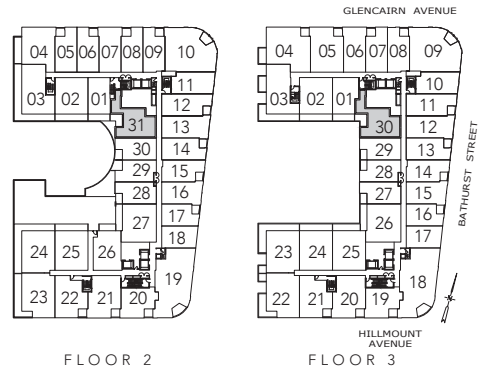 GLENCAIRN AVENUE
04 05 06 07 08 09 10
04 05 06 07 08 09
03 02 01 11
03 02 01 10
12
11
31 13
30 12
30 14
29 13
29 15
28 14
28 16
27 15
27 17
26 16
18
17
24 25 26
23 24 25
19
18
23 22 21 20
22 21 20 19
BATHURST STREET
HILLMOUNT
AVENUE
FLOOR 2
FLOOR 3